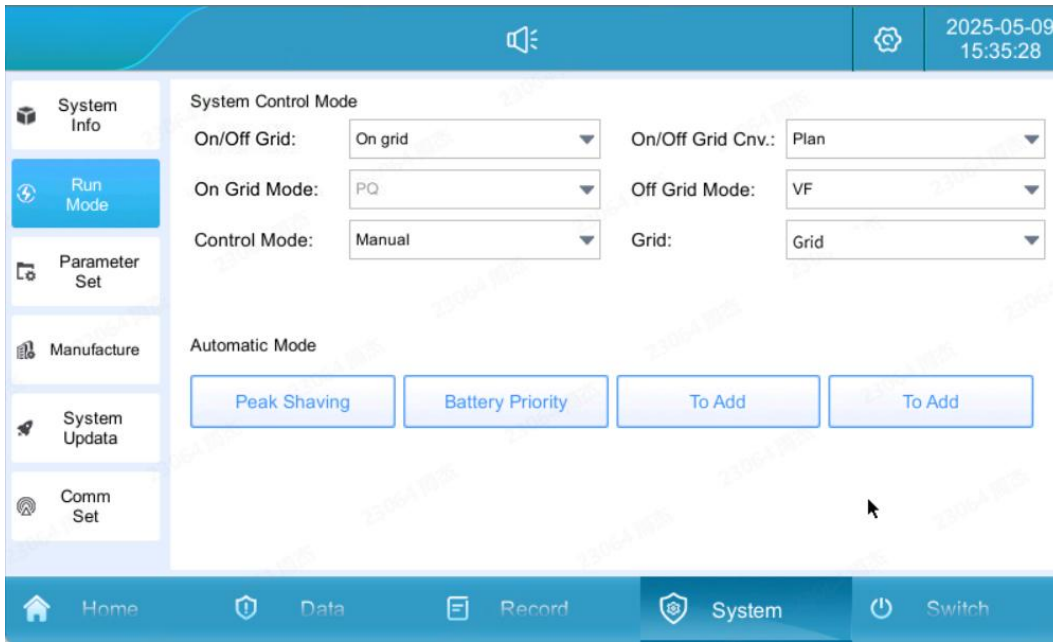 2025-05-09
15:35:28
System
Info
Run
Mode
Parameter
Set
Manufacture
System
Updata
Comm
Set
System Control Mode
On/Off Grid: On grid On/Off Grid Cnv.: Plan
On Grid Mode: PQ Off Grid Mode: VF
Control Mode: Manual Grid: Grid
Automatic Mode
Peak Shaving Battery Priority To Add To Add
Home Data Record System Switch